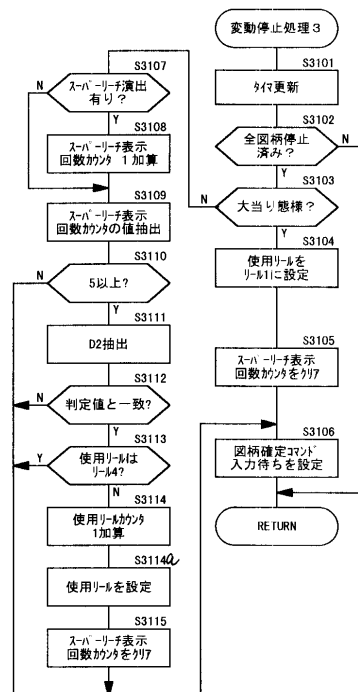 変動停止処理3
S3101
タイマ更新
S3102
全図柄停止
済み?
N
Y
S3103
大当り態様?
N
Y
S3104
使用リールを
リール1に設定
S3105
スーパーリーチ表示
回数カウンタをクリア
S3106
図柄確定コマンド
入力待ちを設定
RETURN
S3107
スーパーリーチ演出
有り?
N
Y
S3108
スーパーリーチ表示
回数カウンタ 1加算
S3109
スーパーリーチ表示
回数カウンタの値抽出
S3110
5以上?
N
Y
S3111
D2抽出
S3112
判定値と一致?
N
Y
S3113
使用リールは
リール4?
Y
N
S3114
使用リールカウンタ
1加算
S3114a
使用リールを設定
S3115
スーパーリーチ表示
回数カウンタをクリア